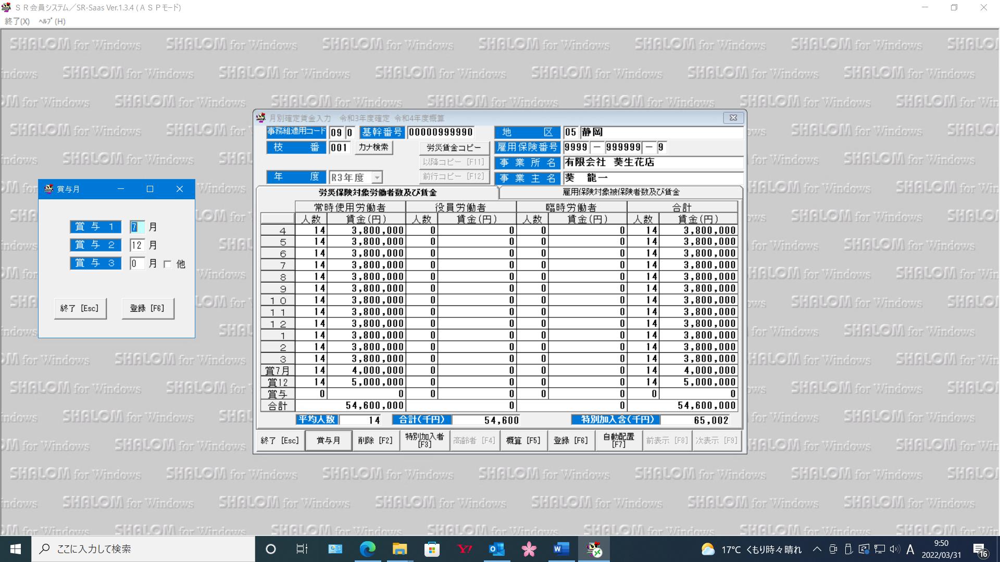 ＳＲ会員システム／SR-Saas Ver.1.3.4 (ＡＳＰモード)
終了(X) ﾍﾙﾌﾟ(H)
SHALOM for Windows
月別確定賃金入力 令和3年度確定 令和4年度概算
事務組適用コード 09 0 基幹番号 00000999990 地 区 05 静岡
枝 番 001 カナ検索 労災賃金コピー 雇用保険番号 9999 － 999999 － 9
以降コピー [F11] 事 業 所 名 有限会社 葵生花店
年 度 R3年度 前行コピー [F12] 事 業 主 名 葵 龍一
労災保険対象労働者数及び賃金 雇用保険対象被保険者数及び賃金
常時使用労働者 役員労働者 臨時労働者 合計
人数 賃金(円) 人数 賃金(円) 人数 賃金(円) 人数 賃金(円)
4 14 3,800,000 0 0 0 0 14 3,800,000
5 14 3,800,000 0 0 0 0 14 3,800,000
6 14 3,800,000 0 0 0 0 14 3,800,000
7 14 3,800,000 0 0 0 0 14 3,800,000
8 14 3,800,000 0 0 0 0 14 3,800,000
9 14 3,800,000 0 0 0 0 14 3,800,000
１０ 14 3,800,000 0 0 0 0 14 3,800,000
１１ 14 3,800,000 0 0 0 0 14 3,800,000
１２ 14 3,800,000 0 0 0 0 14 3,800,000
1 14 3,800,000 0 0 0 0 14 3,800,000
2 14 3,800,000 0 0 0 0 14 3,800,000
3 14 3,800,000 0 0 0 0 14 3,800,000
賞7月 14 4,000,000 0 0 0 0 14 4,000,000
賞12 14 5,000,000 0 0 0 0 14 5,000,000
賞与 0 0 0 0 0 0 0 0
合計 54,600,000 0 0 54,600,000
平均人数 14 合計(千円) 54,600 特別加入含(千円) 65,002
終了 [Esc] 賞与月 削除 [F2] 特別加入者 [F3] 高齢者 [F4] 概算 [F5] 登録 [F6] 自動配置 [F7] 前表示 [F8] 次表示 [F9]
賞与月
賞 与 １ 7 月
賞 与 ２ 12 月
賞 与 ３ 0 月 他
終了 [Esc] 登録 [F6]
ここに入力して検索
17°C くもり時々晴れ A 9:50
2022/03/31 16